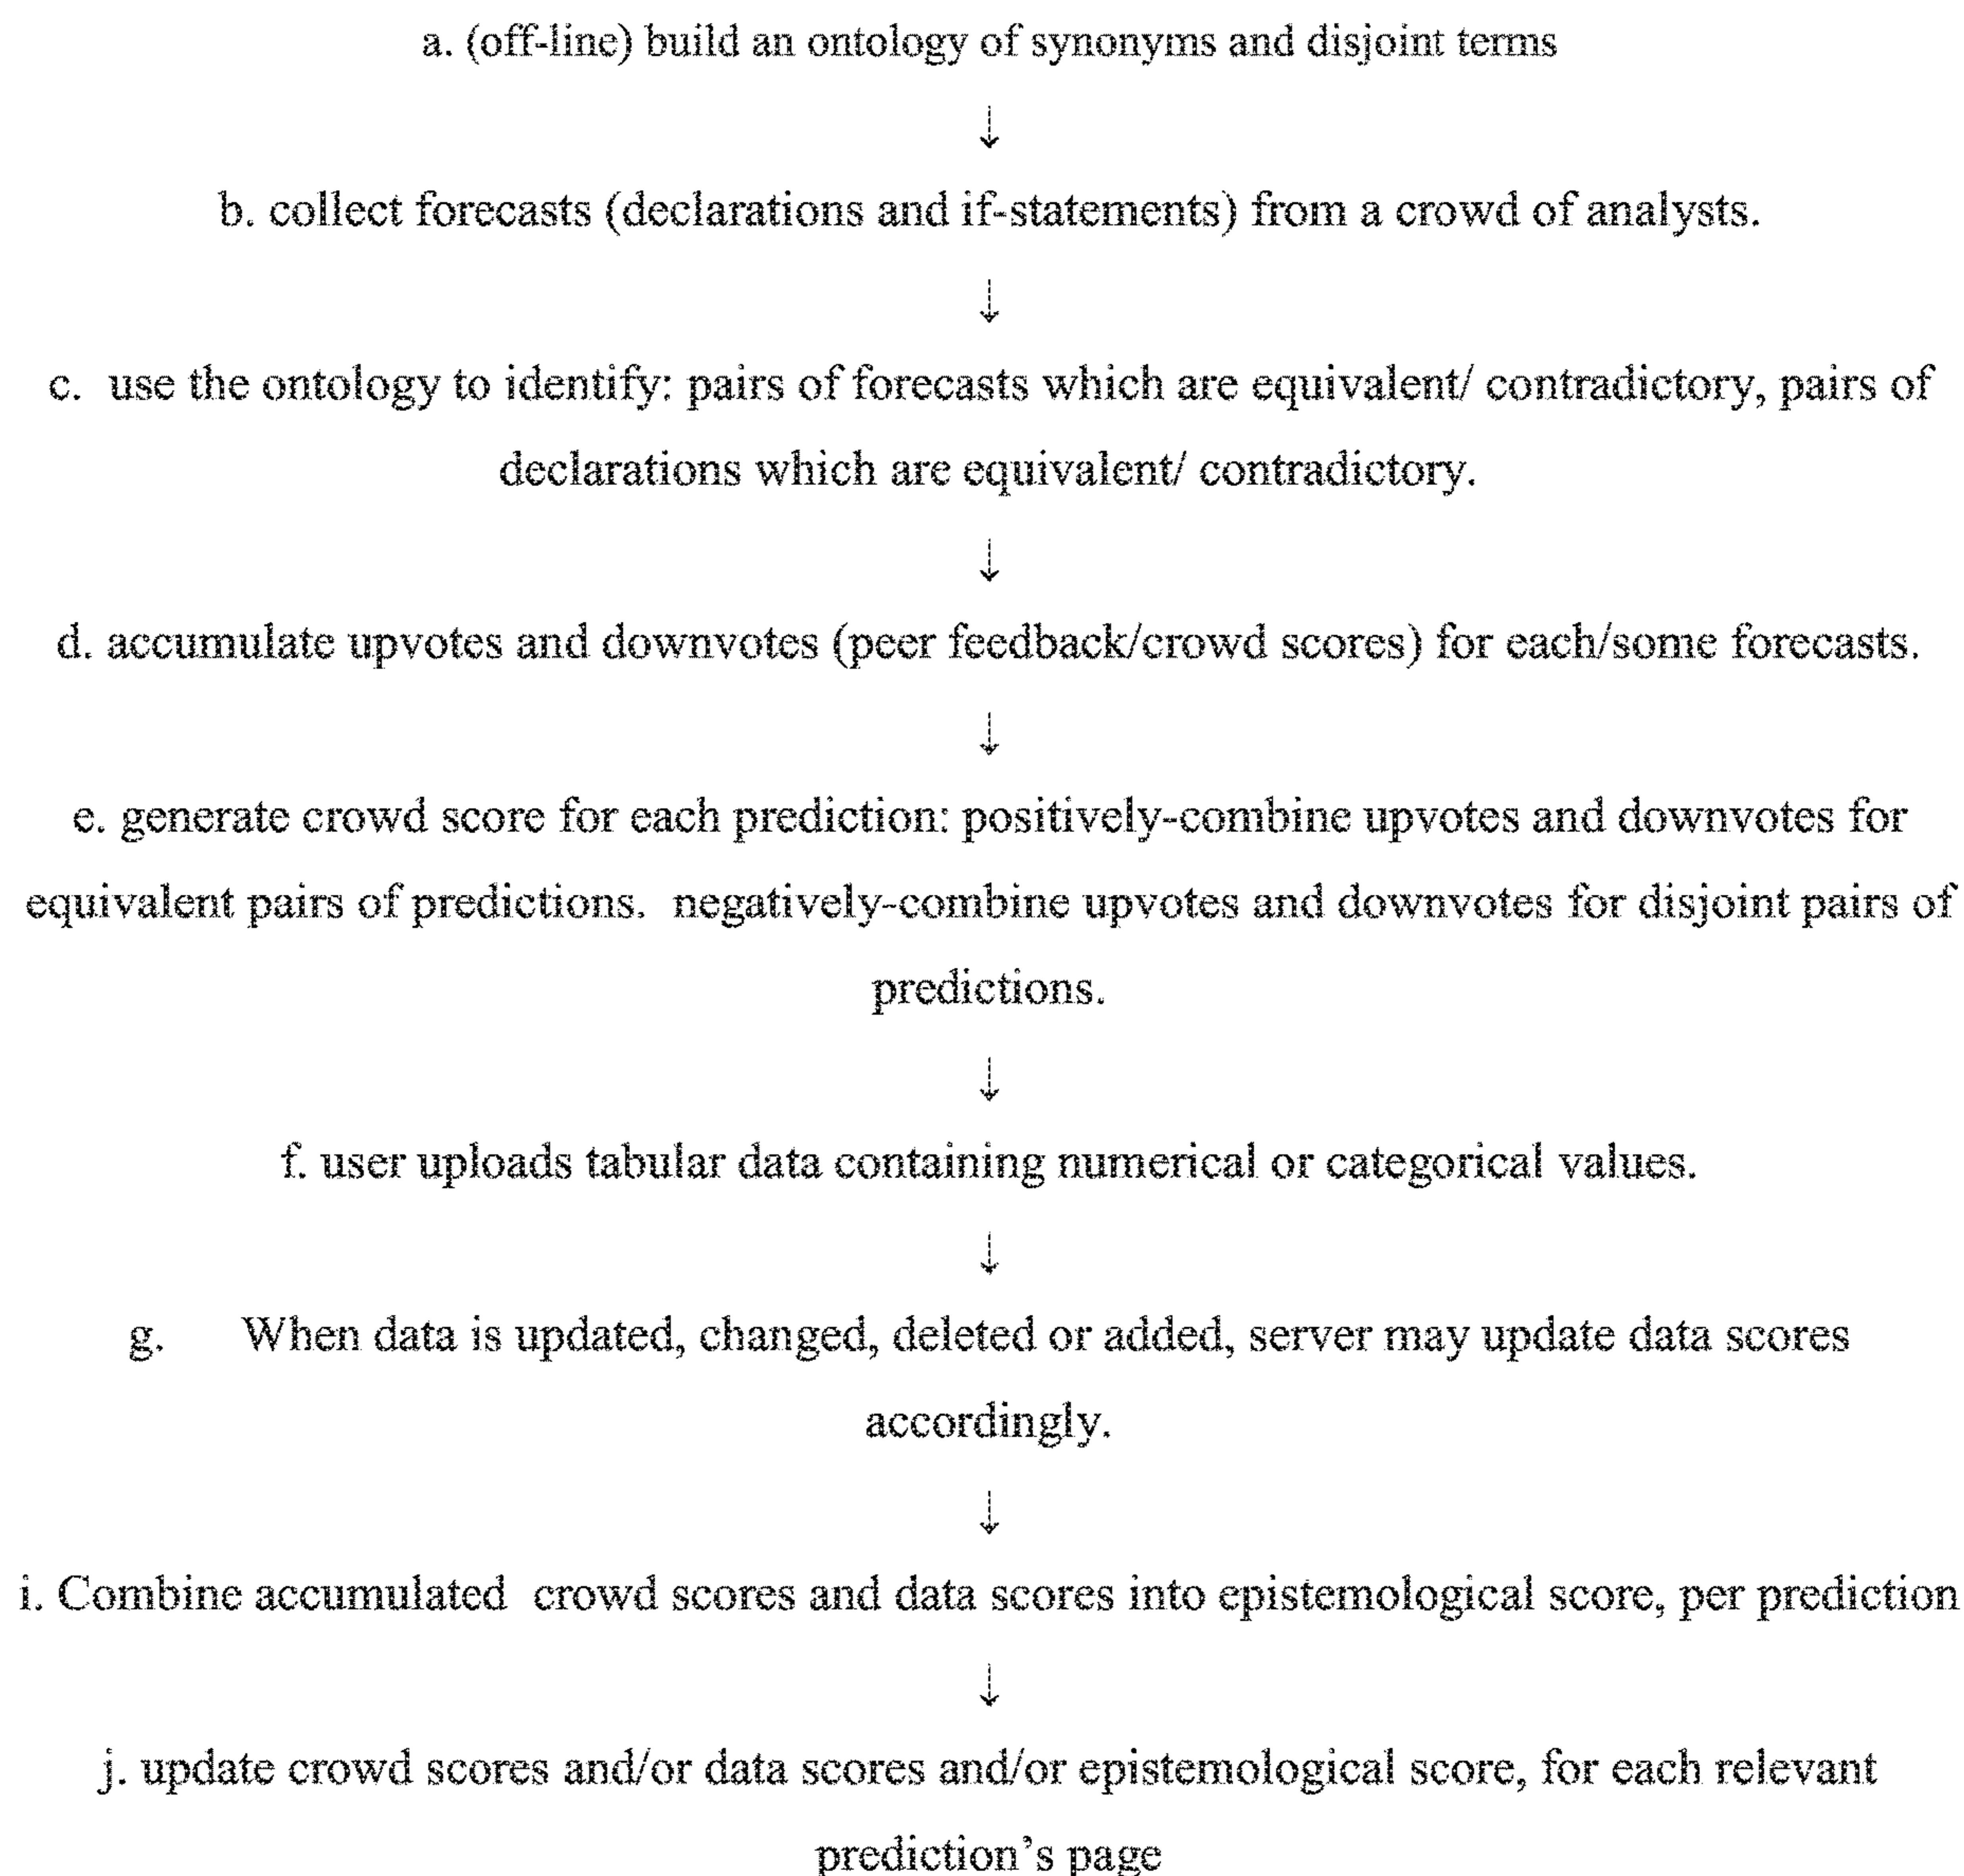 a. (off-line) build an ontology of synonyms and disjoint terms
↓
b. collect forecasts (declarations and if-statements) from a crowd of analysts.
↓
c. use the ontology to identify: pairs of forecasts which are equivalent/ contradictory, pairs of
declarations which are equivalent/ contradictory.
↓
d. accumulate upvotes and downvotes (peer feedback/crowd scores) for each/some forecasts.
↓
e. generate crowd score for each prediction: positively-combine upvotes and downvotes for
equivalent pairs of predictions. negatively-combine upvotes and downvotes for disjoint pairs of
predictions.
↓
f. user uploads tabular data containing numerical or categorical values.
↓
g. When data is updated, changed, deleted or added, server may update data scores
accordingly.
↓
i. Combine accumulated crowd scores and data scores into epistemological score, per prediction
↓
j. update crowd scores and/or data scores and/or epistemological score, for each relevant
prediction's page